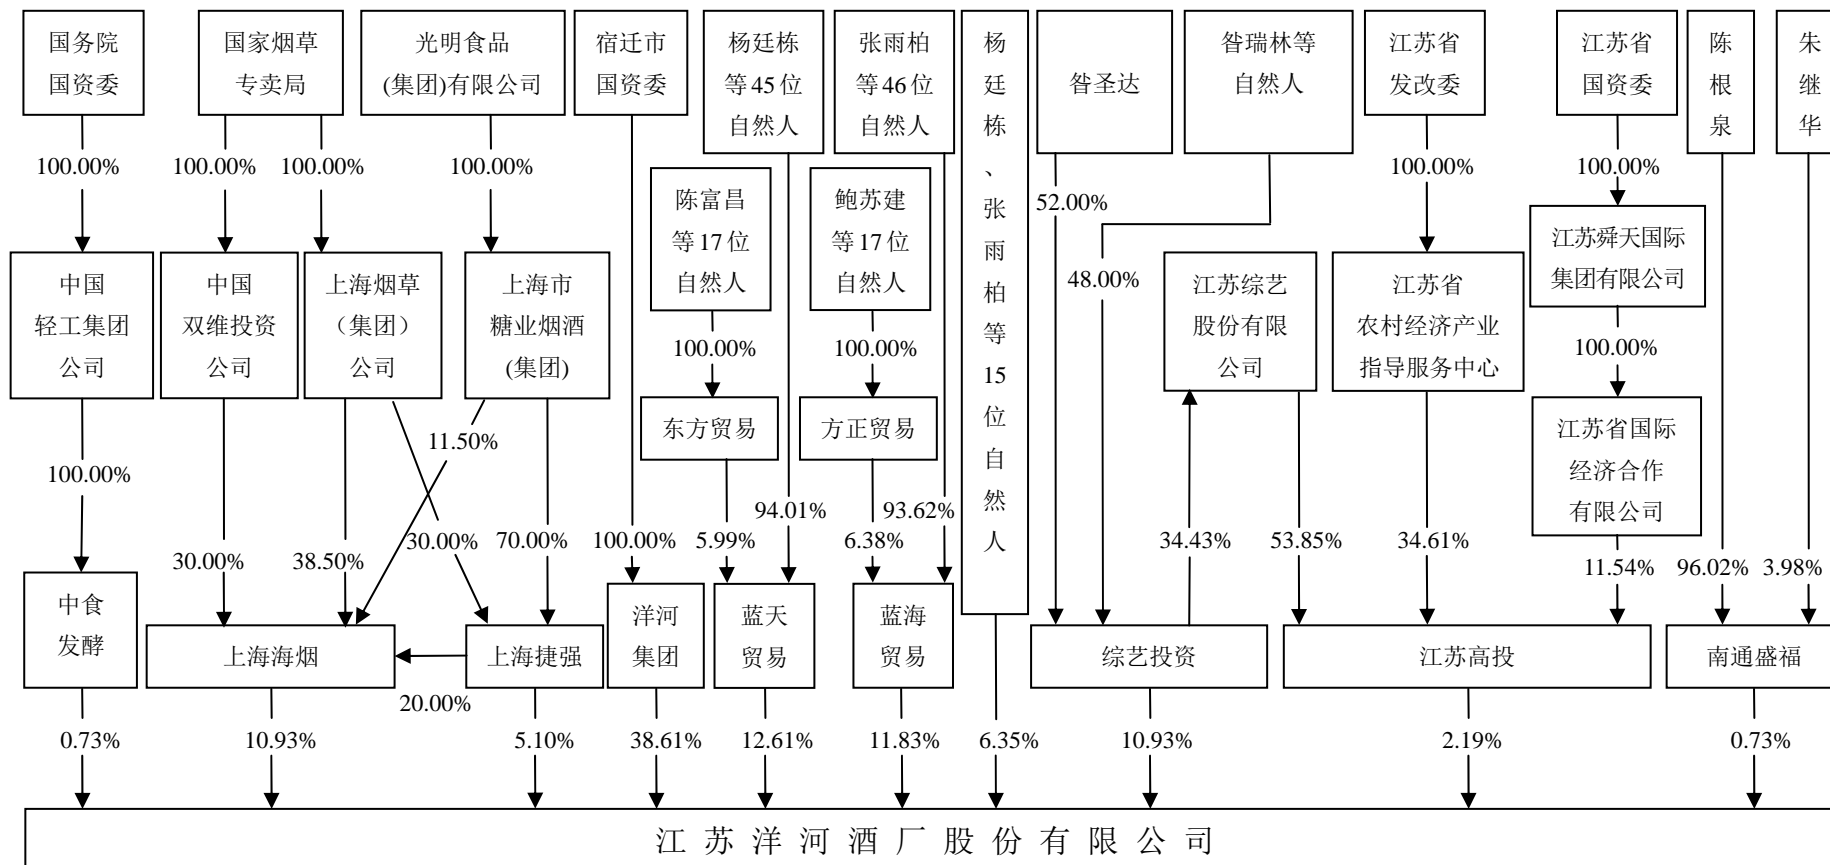 国务院
国资委
国家烟草
专卖局
光明食品
(集团)有限公司
宿迁市
国资委
杨廷栋
等45位
自然人
张雨柏
等46位
自然人
杨
廷
栋
、
张
雨
柏
等
15
位
自
然
人
昝圣达
昝瑞林等
自然人
江苏省
发改委
江苏省
国资委
陈
根
泉
朱
继
华
100.00%
100.00%
100.00%
100.00%
陈富昌
等17位
自然人
鲍苏建
等17位
自然人
52.00%
100.00%
100.00%
中国
轻工集团
公司
中国
双维投资
公司
上海烟草
（集团）
公司
上海市
糖业烟酒
(集团)
48.00%
江苏综艺
股份有限
公司
江苏省
农村经济产业
指导服务中心
江苏舜天国际
集团有限公司
100.00%
100.00%
100.00%
东方贸易
方正贸易
江苏省国际
经济合作
有限公司
100.00%
11.50%
30.00%
38.50%
30.00%
70.00%
100.00%
5.99%
94.01%
6.38%
93.62%
34.43%
53.85%
34.61%
11.54%
96.02%
3.98%
中食
发酵
上海海烟
上海捷强
洋河
集团
蓝天
贸易
蓝海
贸易
综艺投资
江苏高投
南通盛福
20.00%
0.73%
10.93%
5.10%
38.61%
12.61%
11.83%
6.35%
10.93%
2.19%
0.73%
江苏洋河酒厂股份有限公司